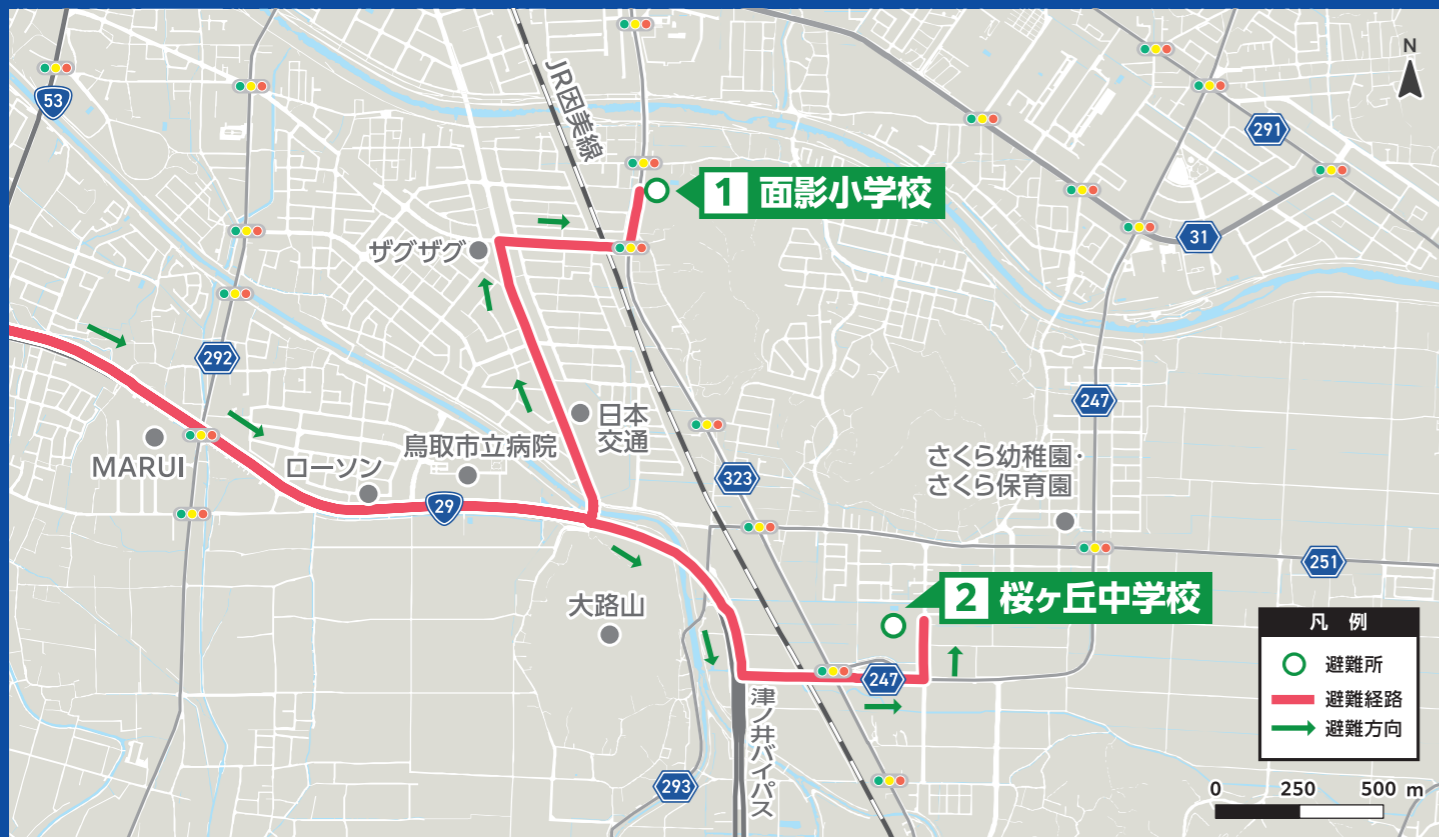 N
53
JR因美線
291
1 面影小学校
31
ザグザグ
292
247
日本
交通
鳥取市立病院
MARUI
ローソン
さくら幼稚園・
さくら保育園
323
29
251
2 桜ヶ丘中学校
大路山
247
津ノ井バイパス
293
凡 例
避難所
避難経路
避難方向
0 250 500 m